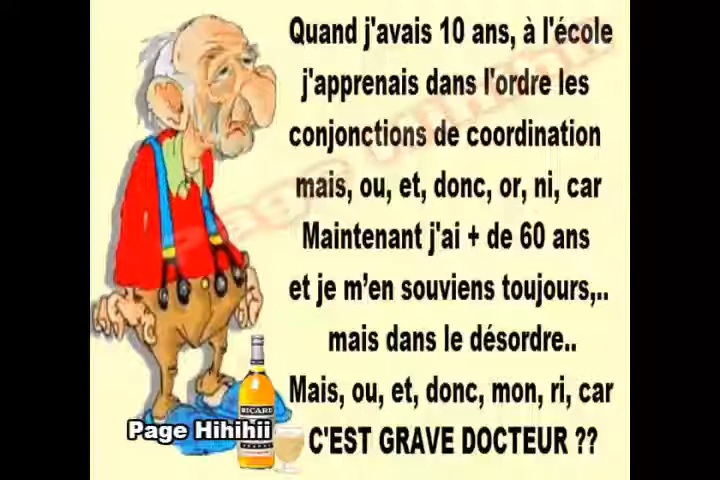 Quand j'avais 10 ans, à l'école
j'apprenais dans l'ordre les
conjonctions de coordination
mais, ou, et, donc, or, ni, car
Maintenant j'ai + de 60 ans
et je m'en souviens toujours,..
mais dans le désordre..
Mais, ou, et, donc, mon, ri, car
C'EST GRAVE DOCTEUR ??
RICARD
Page Hihihii